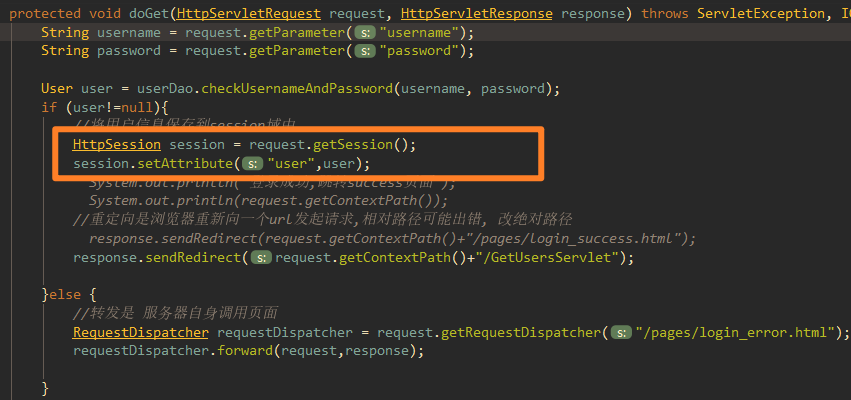 protected void doGet(HttpServletRequest request, HttpServletResponse response) throws ServletException, IO
String username = request.getParameter( s: "username");
String password = request.getParameter( s: "password");
User user = userDao.checkUsernameAndPassword(username, password);
if (user!=null){
//将用户信息保存到session域中
HttpSession session = request.getSession();
session.setAttribute( s: "user",user);
System.out.println("登录成功,跳转success页面");
System.out.println(request.getContextPath());
//重定向是浏览器重新向一个url发起请求,相对路径可能出错, 改绝对路径
response.sendRedirect(request.getContextPath()+"/pages/login_success.html");
response.sendRedirect( s: request.getContextPath()+"/GetUsersServlet");
}else {
//转发是 服务器自身调用页面
RequestDispatcher requestDispatcher = request.getRequestDispatcher( s: "/pages/login_error.html");
requestDispatcher.forward(request,response);
}